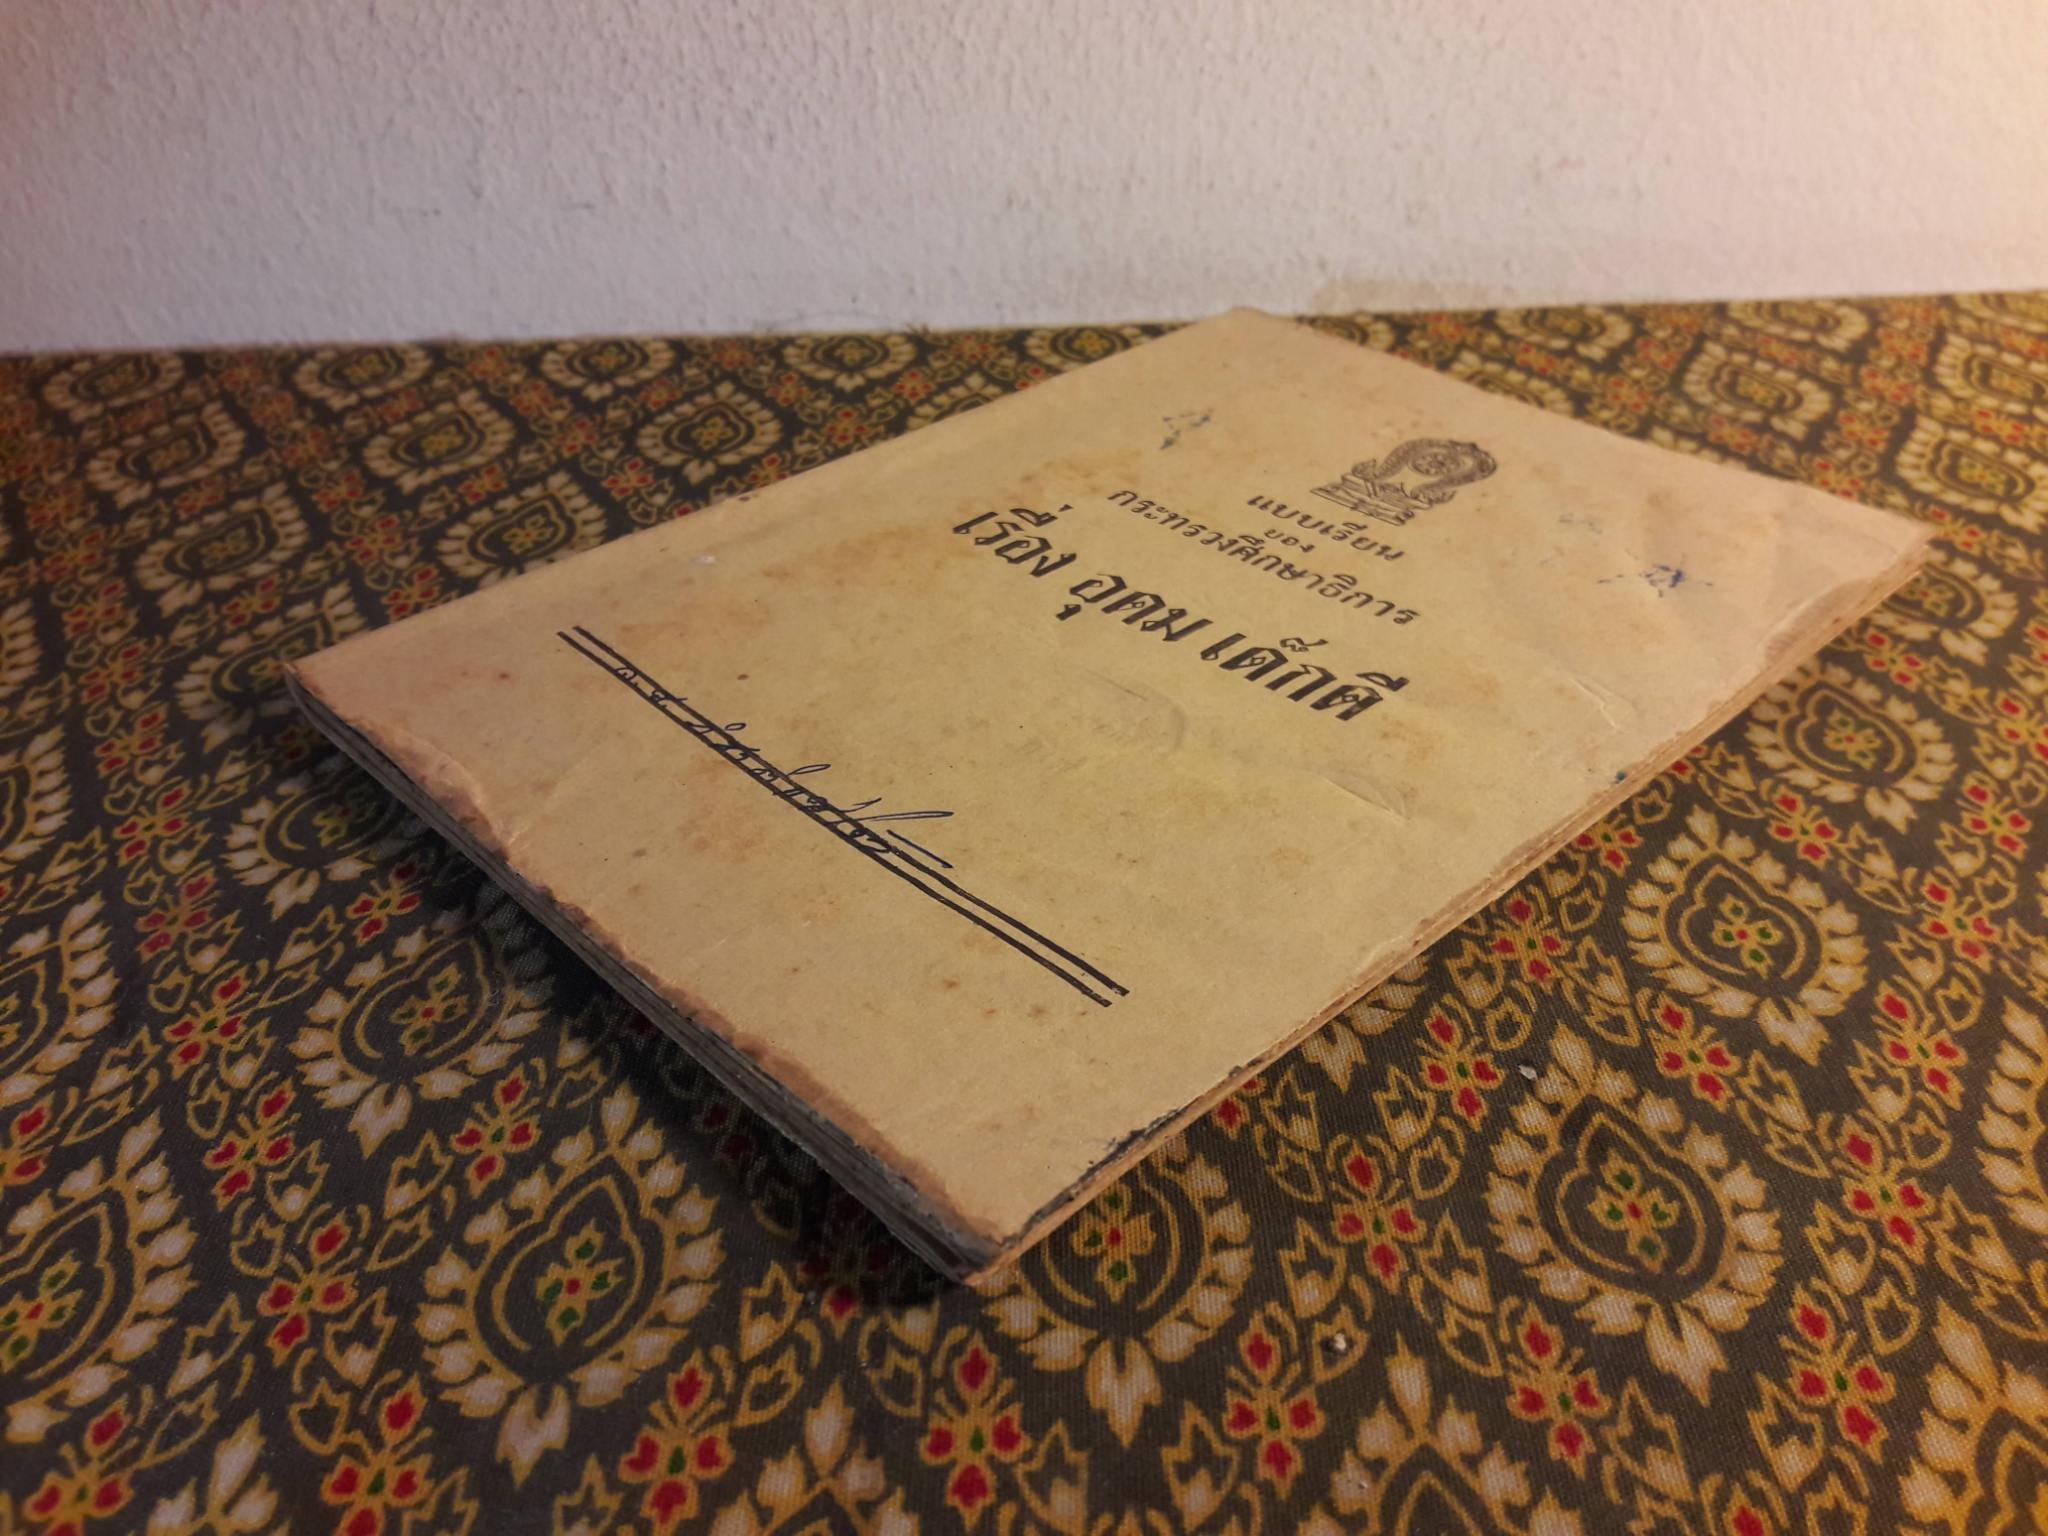 แบบเรียน
ของ
กระทรวงศึกษาธิการ
เรื่อง อุดม เด็กดี